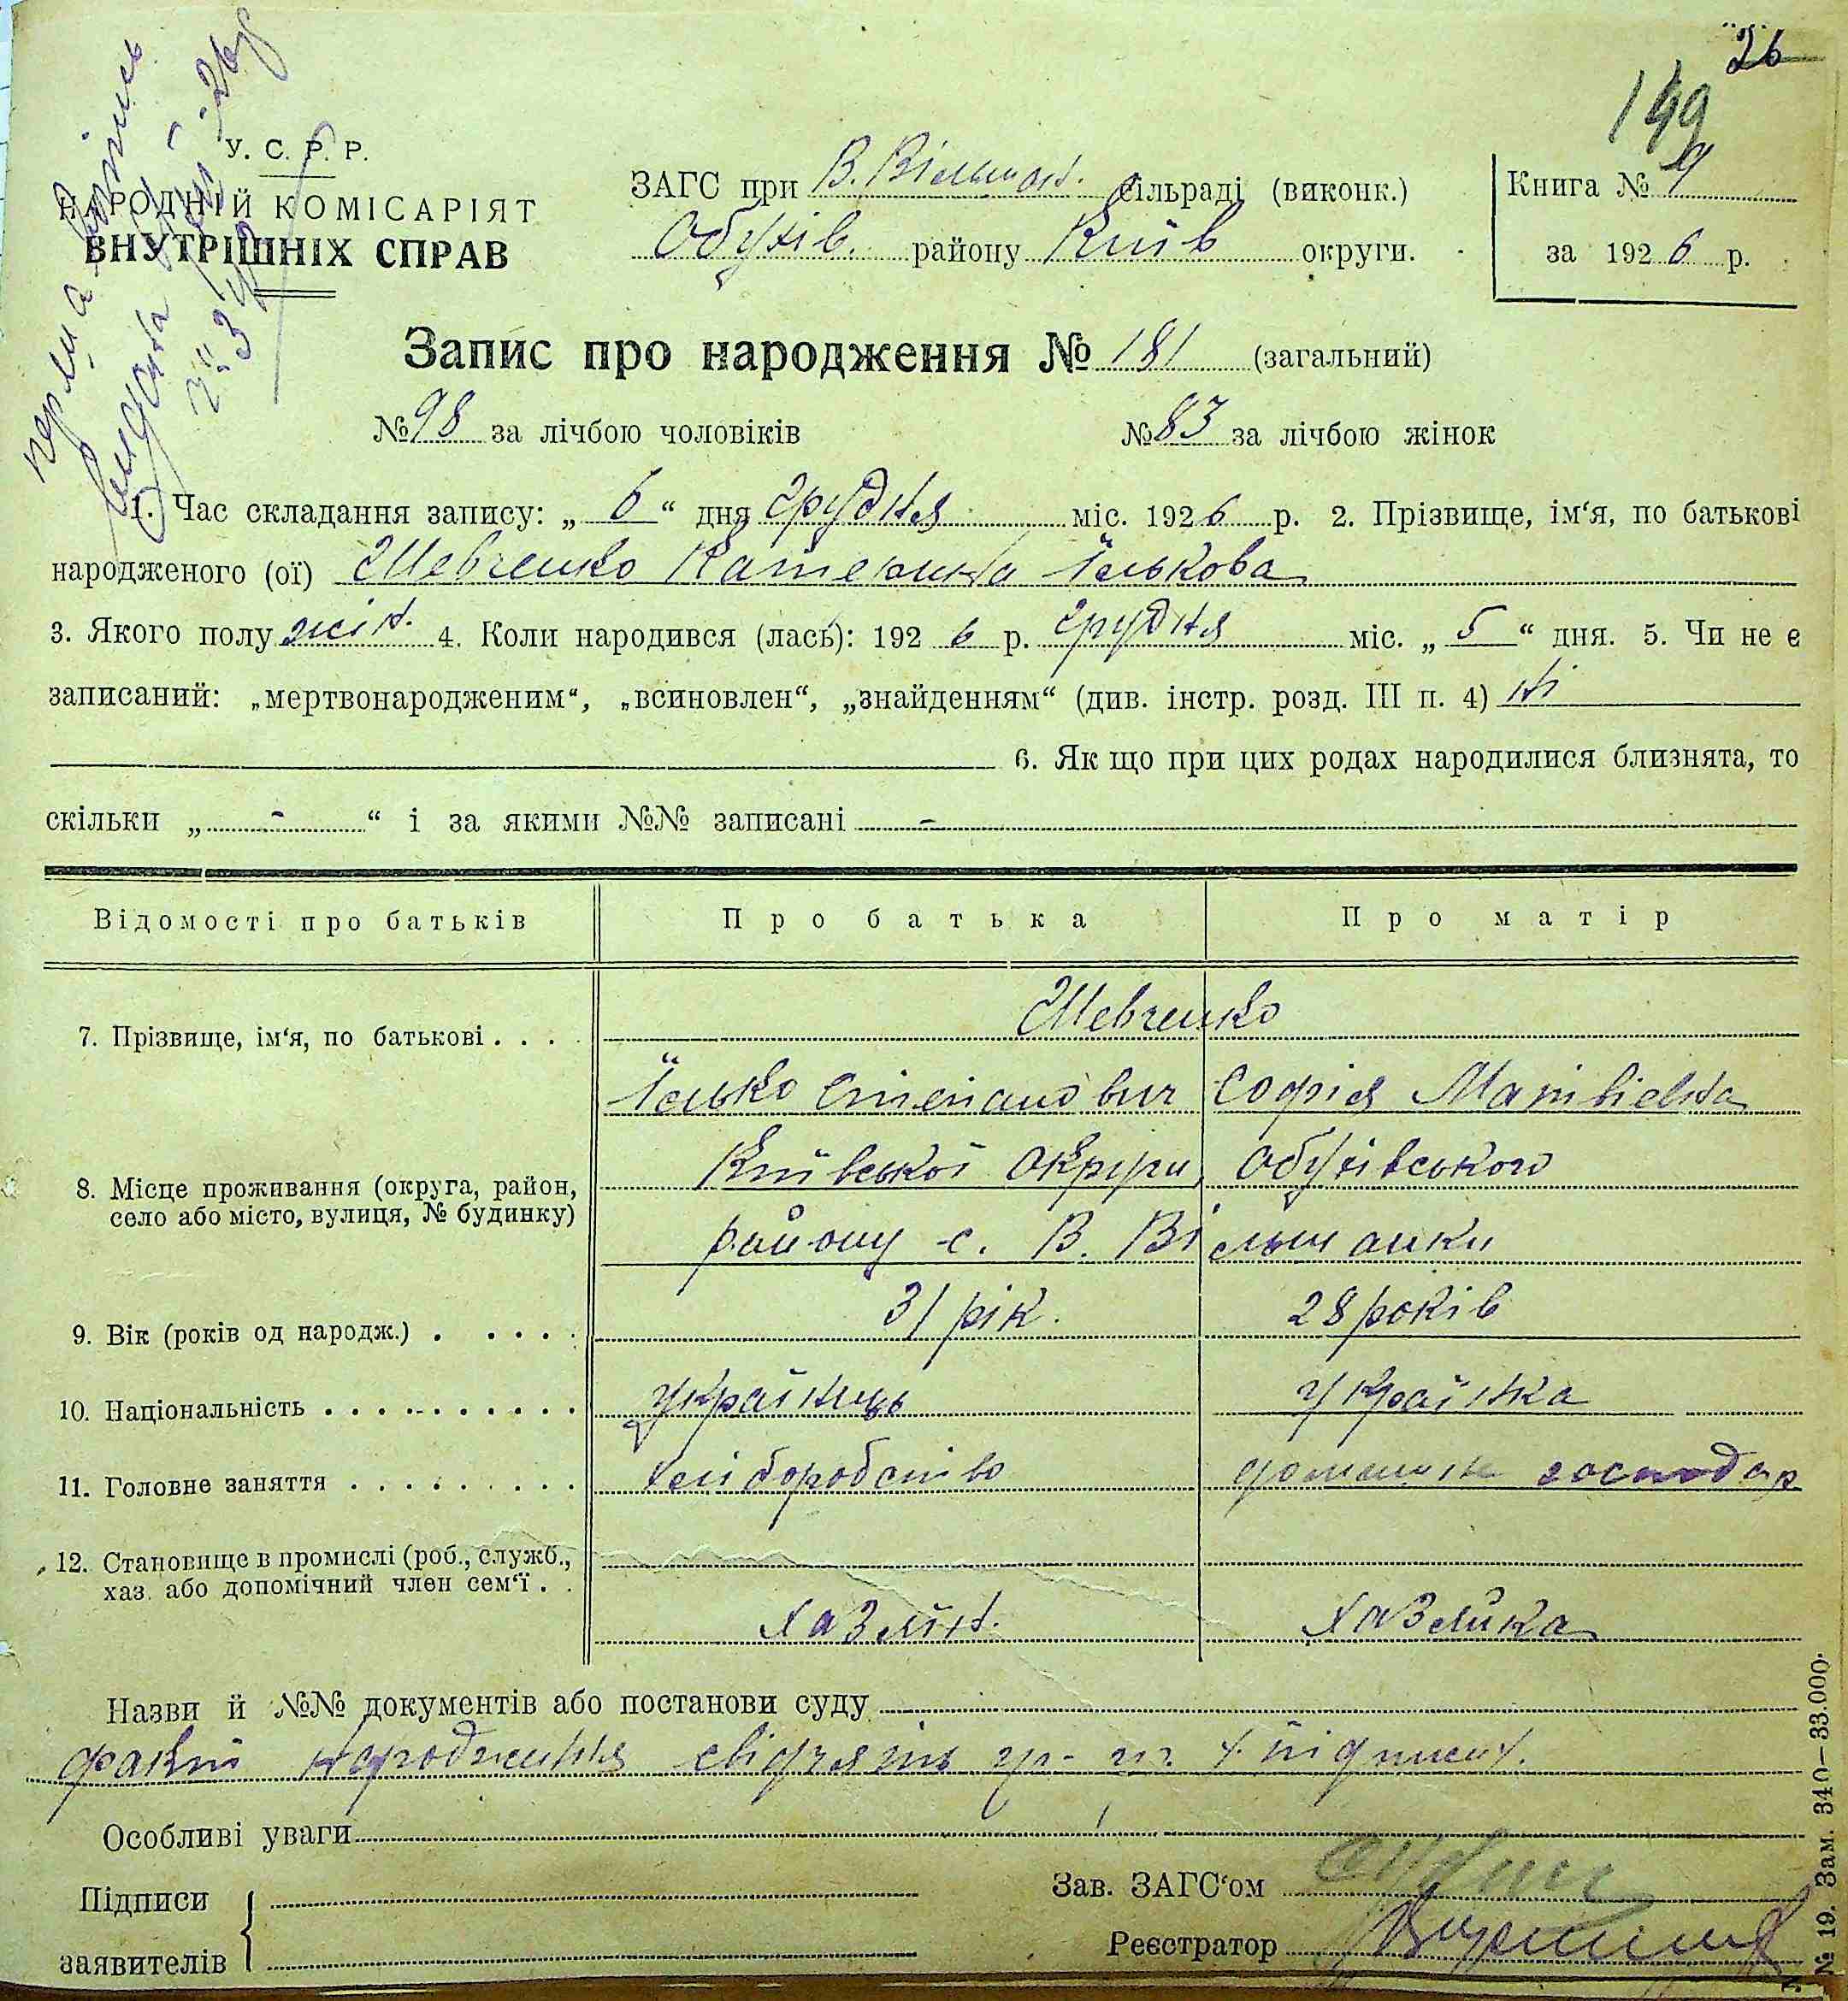 26
149
У. С. Р. Р.
НАРОДНІЙ КОМІСАРІЯТ
ВНУТРІШНІХ СПРАВ
ЗАГС при В. Вільшан. сільраді (виконк.)
Обухів. району Київ округи.
Книга №
за 1926 р.
Запис про народження № 181 (загальний)
№ 98 за лічбою чоловіків № 83 за лічбою жінок
1. Час складання запису: „ 6 “ дня грудня міс. 1926 р. 2. Прізвище, ім‘я, по батькові
народженого (ої) Шевченко Катерина Їлькова
3. Якого полу жін. 4. Коли народився (лась): 192 6 р. грудня міс. „ 5 “ дня. 5. Чи не є
записаний: „мертвонародженим“, „всиновлен“, „знайденням“ (див. інстр. розд. III п. 4) ні
6. Як що при цих родах народилися близнята, то
скільки „ - “ і за якими №№ записані -
Відомості про батьків Про батька Про матір
Шевченко
7. Прізвище, ім‘я, по батькові . . . .
Їлько Степанович Софія Матвієвна
Київської округи, Обухівського
8. Місце проживання (округа, район,
село або місто, вулиця, № будинку)
району с. В. Вільшанки
9. Вік (років од народж.) . . . . . 31 рік. 28 років
10. Національність . . . . . . . . . . . українець українка
11. Головне заняття . . . . . . . . . хліборобство домашнє господар.
12. Становище в промислі (роб., служб.,
хаз. або допомічний член сем‘ї . .
хазяїн. хазяйка
Назви й №№ документів або постанови суду
факт народження свідчять гр-
Особливі уваги
Підписи
заявителів
Зав. ЗАГС‘ом
Реєстратор
№ 19. Зам. 340—33.000.